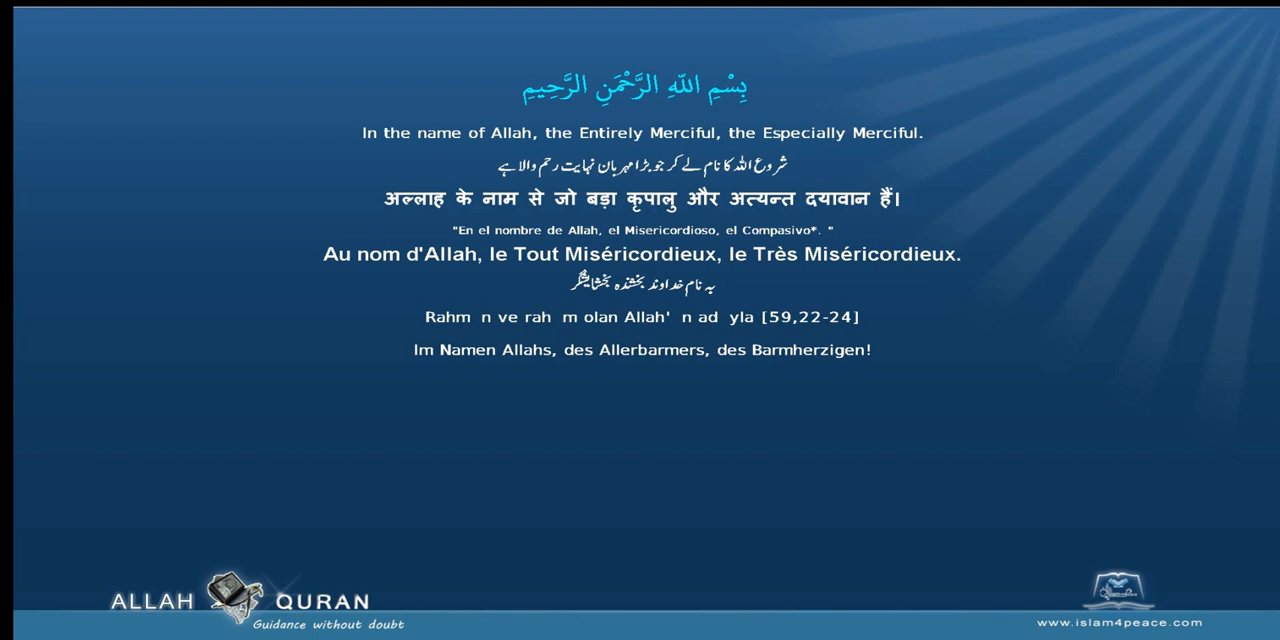 بِسْمِ اللّهِ الرَّحْمَنِ الرَّحِيمِ
In the name of Allah, the Entirely Merciful, the Especially Merciful.
شروع الله کا نام لے کر جو بڑا مہربان نہایت رحم والا ہے
अल्लाह के नाम से जो बड़ा कृपालु और अत्यन्त दयावान हैं।
"En el nombre de Allah, el Misericordioso, el Compasivo*. "
Au nom d'Allah, le Tout Miséricordieux, le Très Miséricordieux.
به نام خداوند بخشنده بخشایشگر
Rahm n ve rah m olan Allah' n ad yla [59,22-24]
Im Namen Allahs, des Allerbarmers, des Barmherzigen!
ALLAH QURAN
Guidance without doubt
www.islam4peace.com